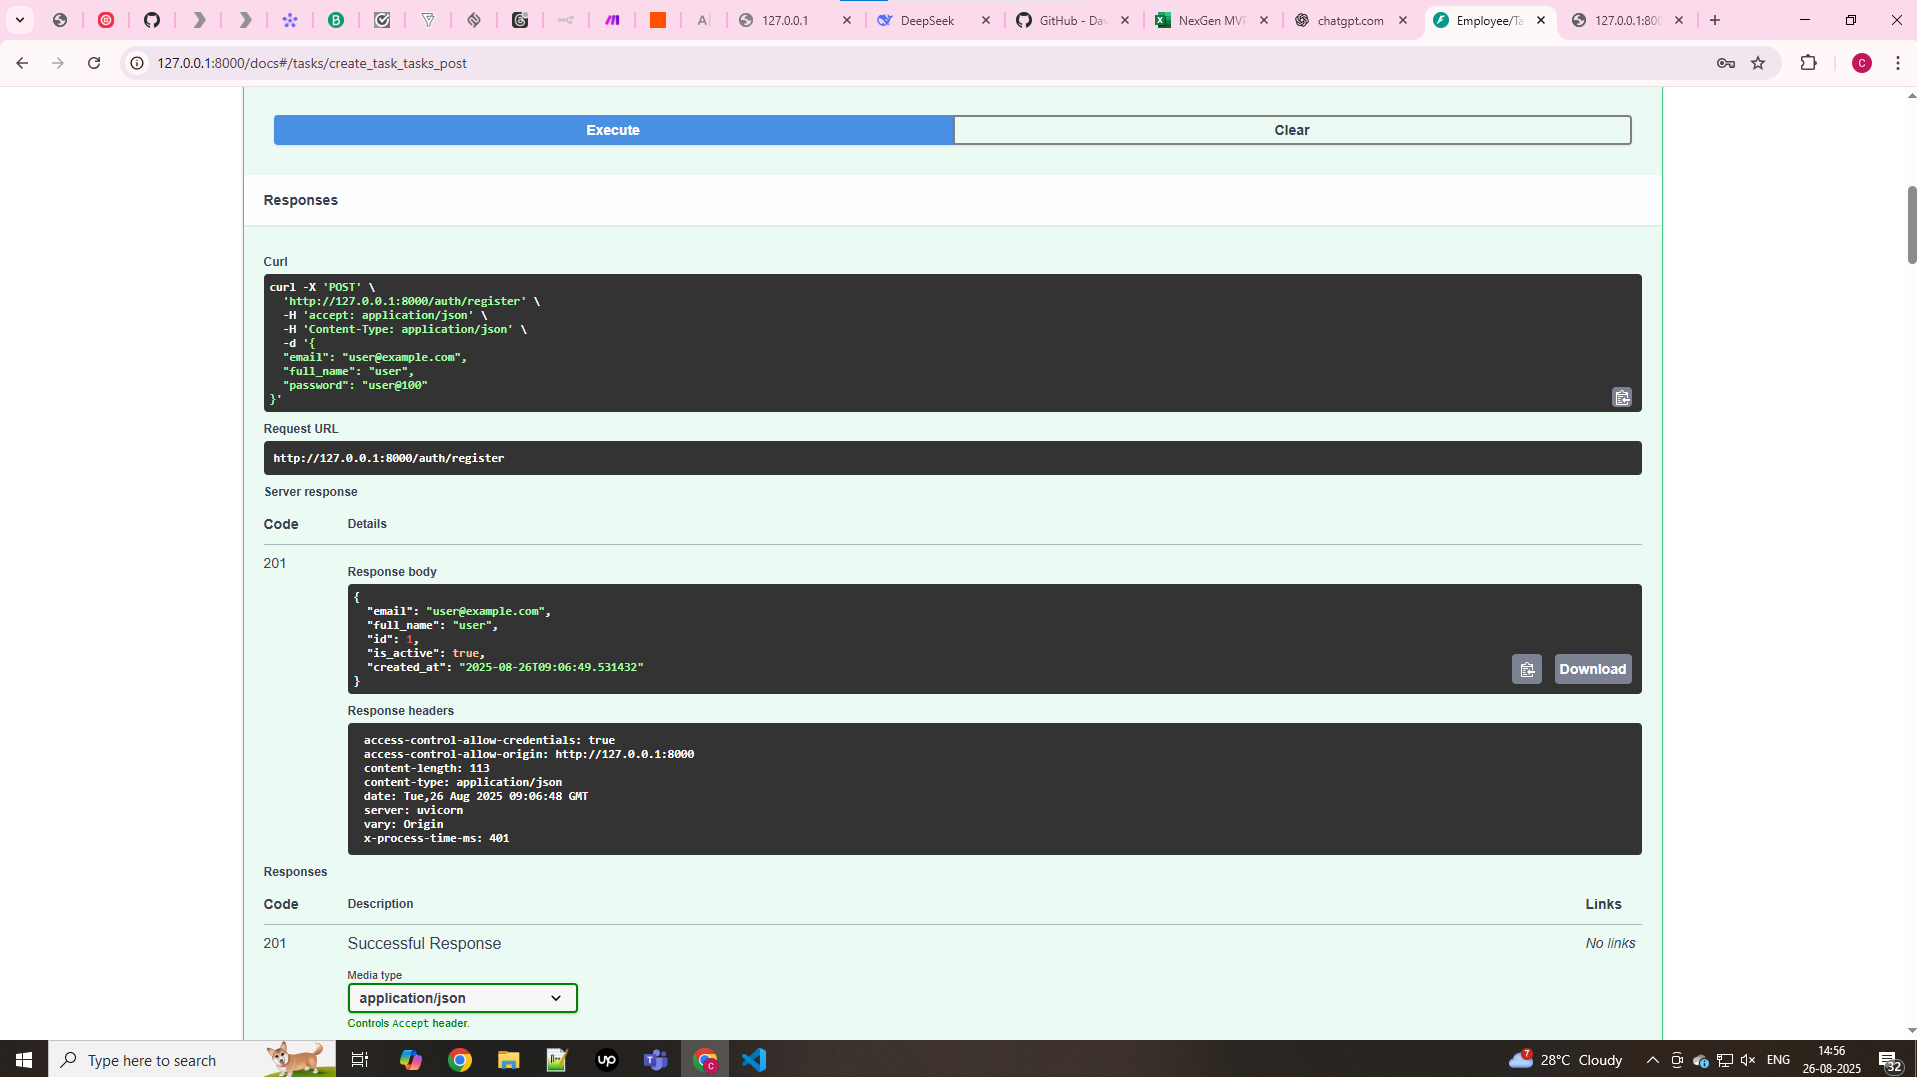 127.0.0.1
DeepSeek
GitHub - Dav
NexGen MVP
chatgpt.com
Employee/Ta
127.0.0.1:800
127.0.0.1:8000/docs#/tasks/create_task_tasks_post
C
Execute
Clear
Responses
Curl
curl -X 'POST' \
'http://127.0.0.1:8000/auth/register' \
-H 'accept: application/json' \
-H 'Content-Type: application/json' \
-d '{
"email": "user@example.com",
"full_name": "user",
"password": "user@100"
}'
Request URL
http://127.0.0.1:8000/auth/register
Server response
Code
Details
201
Response body
{
"email": "user@example.com",
"full_name": "user",
"id": 1,
"is_active": true,
"created_at": "2025-08-26T09:06:49.531432"
}
Download
Response headers
access-control-allow-credentials: true
access-control-allow-origin: http://127.0.0.1:8000
content-length: 113
content-type: application/json
date: Tue,26 Aug 2025 09:06:48 GMT
server: uvicorn
vary: Origin
x-process-time-ms: 401
Responses
Code
Description
Links
201
Successful Response
No links
Media type
application/json
Controls Accept header.
Type here to search
up
28°C Cloudy
ENG
14:56
26-08-2025
32